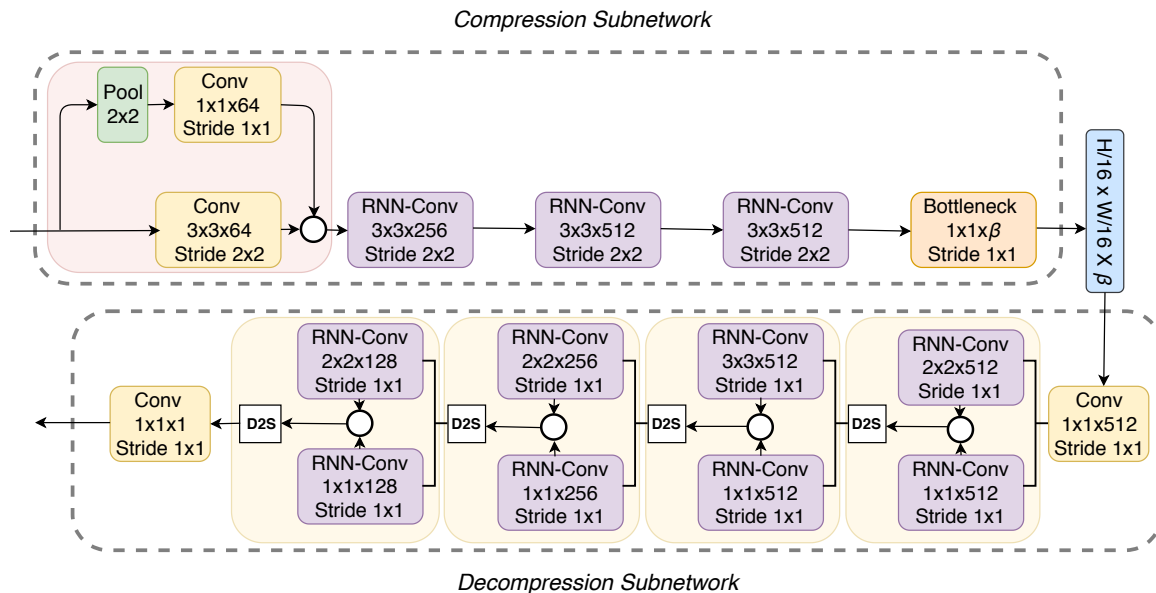 Compression Subnetwork
Pool
2x2
Conv
1x1x64
Stride 1x1
Conv
3x3x64
Stride 2x2
RNN-Conv
3x3x256
Stride 2x2
RNN-Conv
3x3x512
Stride 2x2
RNN-Conv
3x3x512
Stride 2x2
Bottleneck
1x1xβ
Stride 1x1
H/16 x W/16 X β
RNN-Conv
2x2x128
Stride 1x1
RNN-Conv
2x2x256
Stride 1x1
RNN-Conv
3x3x512
Stride 1x1
RNN-Conv
2x2x512
Sride 1x1
Conv
1x1x1
Stride 1x1
D2S
D2S
D2S
D2S
Conv
1x1x512
Stride 1x1
RNN-Conv
1x1x128
Stride 1x1
RNN-Conv
1x1x256
Stride 1x1
RNN-Conv
1x1x512
Stride 1x1
RNN-Conv
1x1x512
Stride 1x1
Decompression Subnetwork